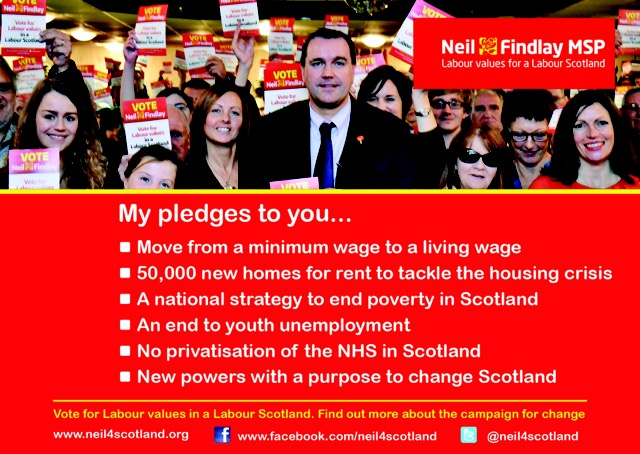 Neil Findlay MSP
Labour values for a Labour Scotland
VOTE
Neil Findlay
Vote for
Labour values
in a Labour
Scotland
My pledges to you...
Move from a minimum wage to a living wage
50,000 new homes for rent to tackle the housing crisis
A national strategy to end poverty in Scotland
An end to youth unemployment
No privatisation of the NHS in Scotland
New powers with a purpose to change Scotland
Vote for Labour values in a Labour Scotland. Find out more about the campaign for change
www.neil4scotland.org
www.facebook.com/neil4scotland
@neil4scotland